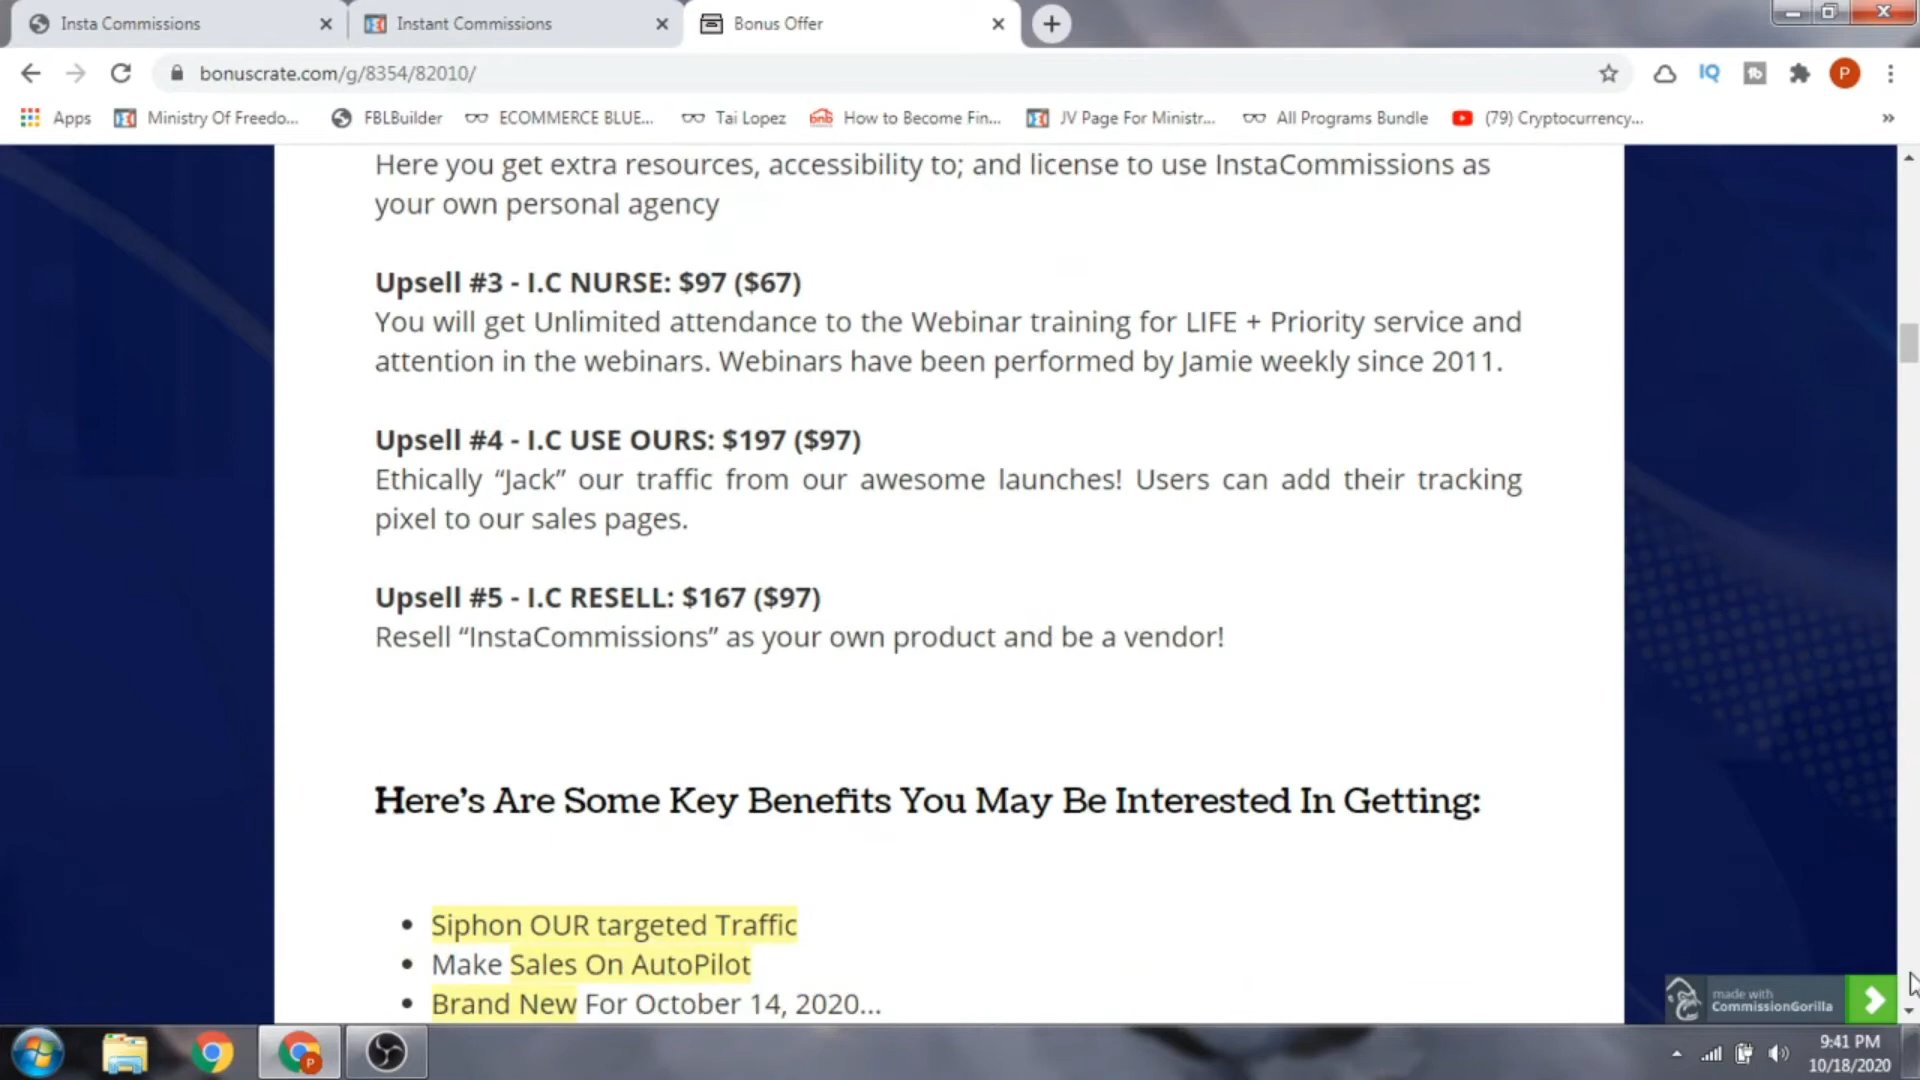 Insta Commissions
Instant Commissions
Bonus Offer
bonuscrate.com/g/8354/82010/
IQ
tb
P
Apps
Ministry Of Freedo...
FBLBuilder
ECOMMERCE BLUE...
Tai Lopez
bnb
How to Become Fin...
JV Page For Ministr...
All Programs Bundle
(79) Cryptocurrency...
»
Here you get extra resources, accessibility to; and license to use InstaCommissions as
your own personal agency
Upsell #3 - I.C NURSE: $97 ($67)
You will get Unlimited attendance to the Webinar training for LIFE + Priority service and
attention in the webinars. Webinars have been performed by Jamie weekly since 2011.
Upsell #4 - I.C USE OURS: $197 ($97)
Ethically “Jack” our traffic from our awesome launches! Users can add their tracking
pixel to our sales pages.
Upsell #5 - I.C RESELL: $167 ($97)
Resell “InstaCommissions” as your own product and be a vendor!
Here’s Are Some Key Benefits You May Be Interested In Getting:
• Siphon OUR targeted Traffic
• Make Sales On AutoPilot
• Brand New For October 14, 2020...
made with
CommissionGorilla
P
9:41 PM
10/18/2020